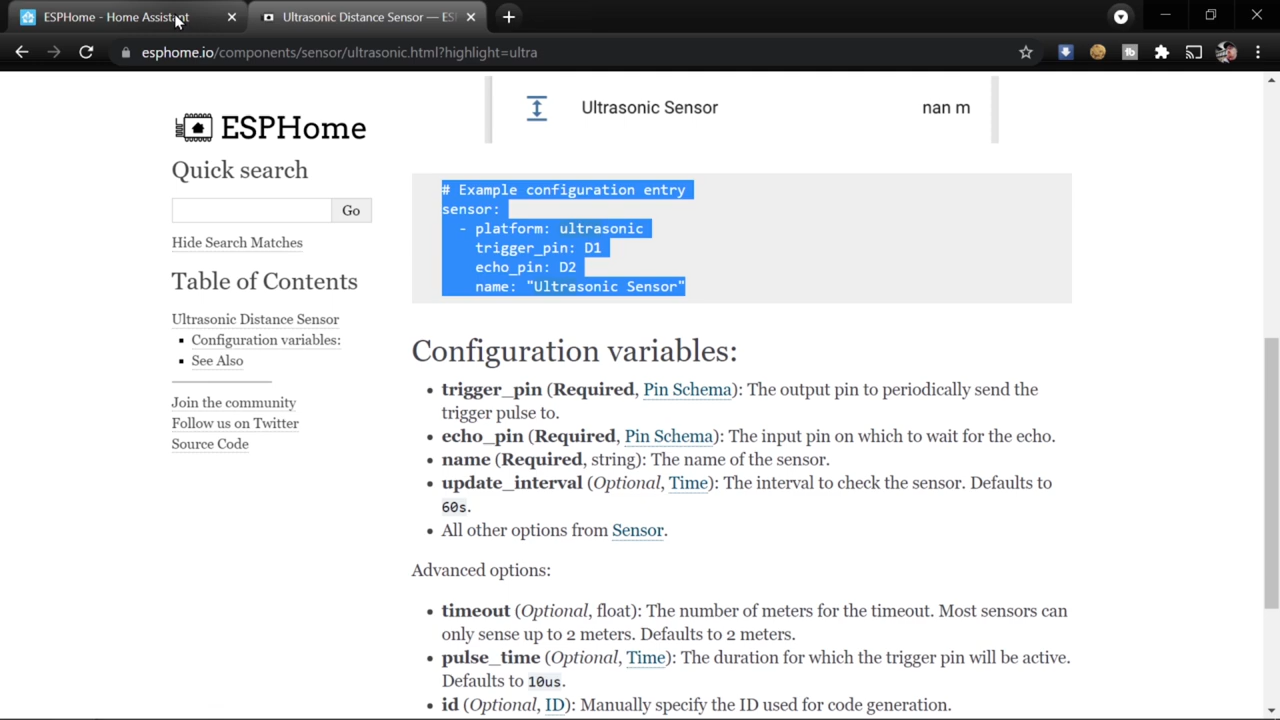 ESPHome - Home Assistant
Ultrasonic Distance Sensor — ESP
esphome.io/components/sensor/ultrasonic.html?highlight=ultra
ESPHome
Quick search
Go
Hide Search Matches
Table of Contents
Ultrasonic Distance Sensor
Configuration variables:
See Also
Join the community
Follow us on Twitter
Source Code
Ultrasonic Sensor nan m
# Example configuration entry
sensor:
- platform: ultrasonic
trigger_pin: D1
echo_pin: D2
name: "Ultrasonic Sensor"
Configuration variables:
trigger_pin (Required, Pin Schema): The output pin to periodically send the
trigger pulse to.
echo_pin (Required, Pin Schema): The input pin on which to wait for the echo.
name (Required, string): The name of the sensor.
update_interval (Optional, Time): The interval to check the sensor. Defaults to
60s.
All other options from Sensor.
Advanced options:
timeout (Optional, float): The number of meters for the timeout. Most sensors can
only sense up to 2 meters. Defaults to 2 meters.
pulse_time (Optional, Time): The duration for which the trigger pin will be active.
Defaults to 10us.
id (Optional, ID): Manually specify the ID used for code generation.